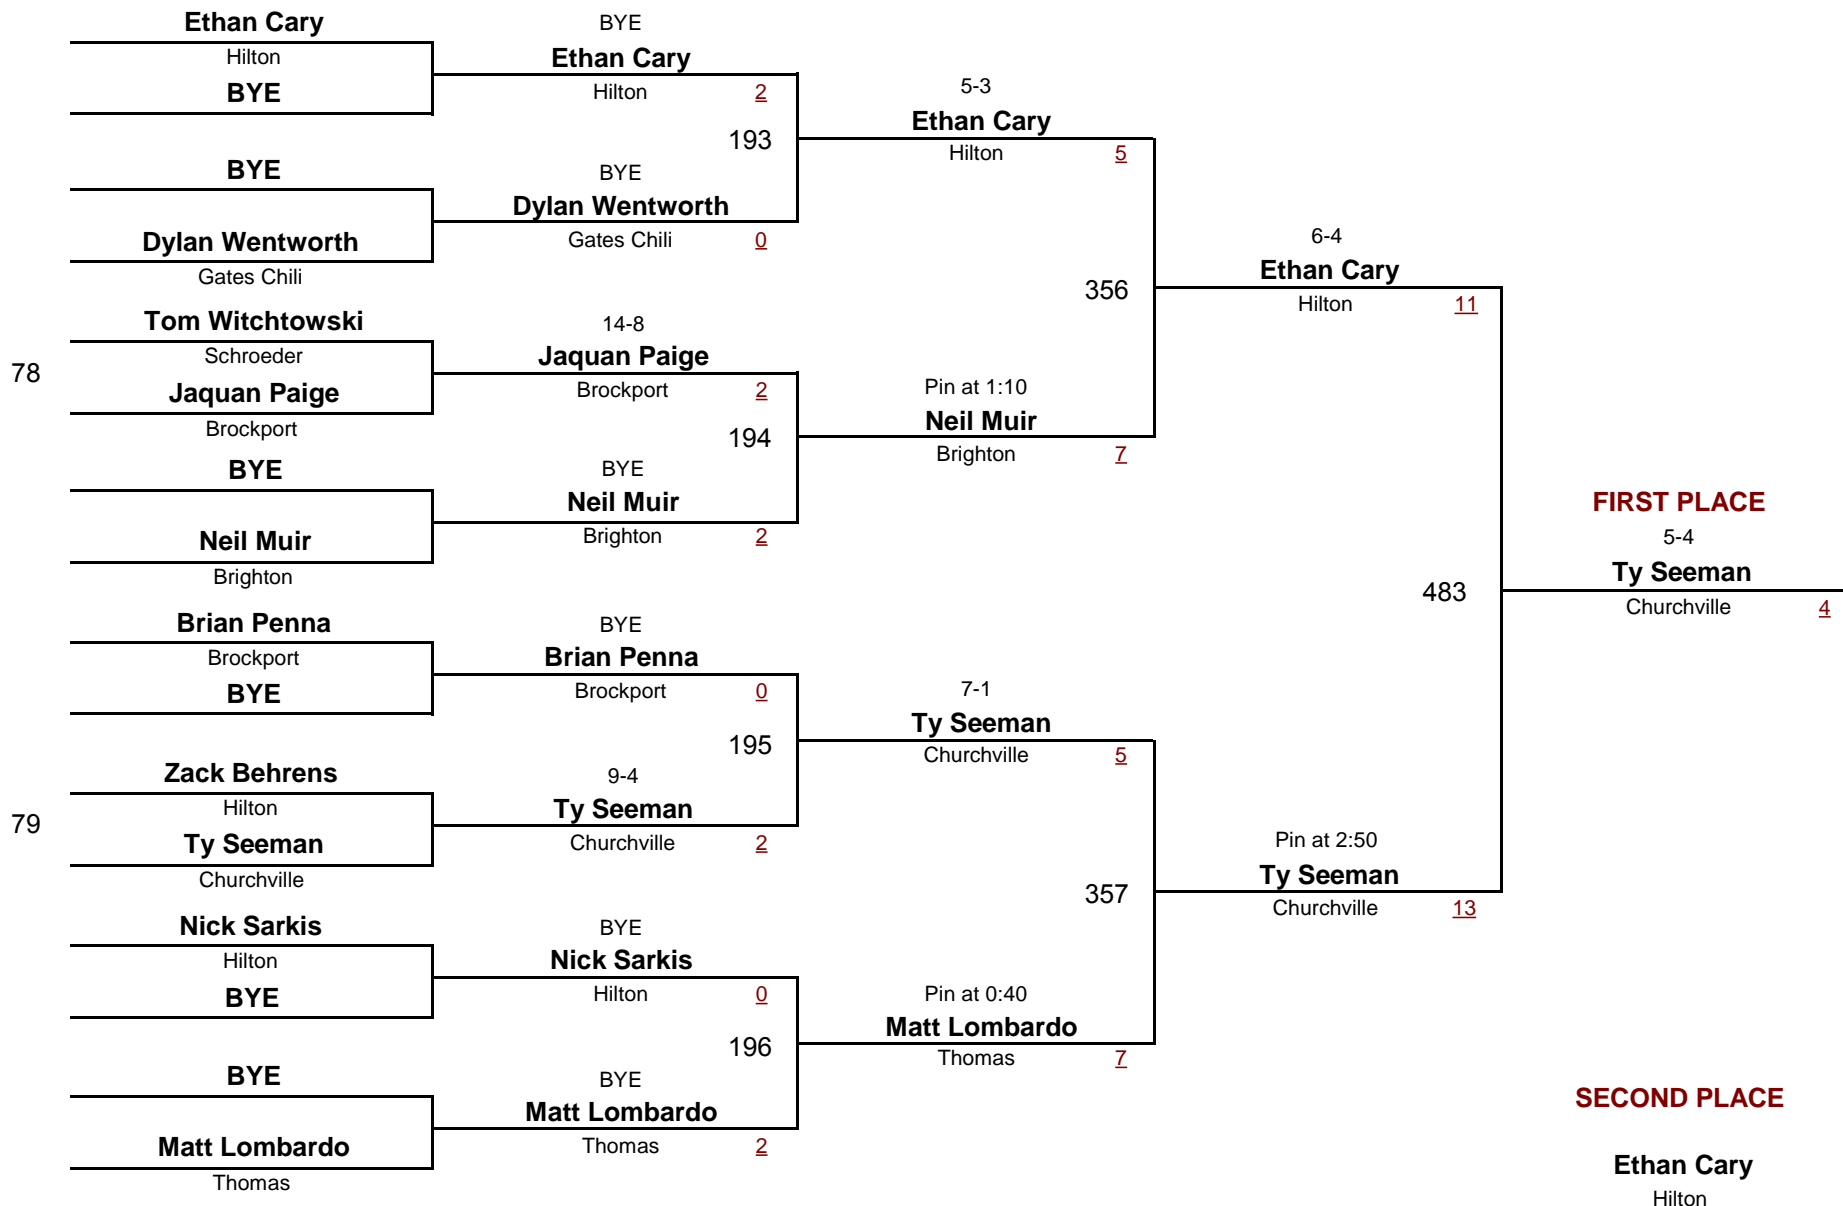 Ethan Cary
Hilton
BYE
BYE
Dylan Wentworth
Gates Chili
78
Tom Witchtowski
Schroeder
Jaquan Paige
Brockport
BYE
Neil Muir
Brighton
Brian Penna
Brockport
BYE
79
Zack Behrens
Hilton
Ty Seeman
Churchville
Nick Sarkis
Hilton
BYE
BYE
Matt Lombardo
Thomas
BYE
Ethan Cary
Hilton 2
193
BYE
Dylan Wentworth
Gates Chili 0
14-8
Jaquan Paige
Brockport 2
194
BYE
Neil Muir
Brighton 2
BYE
Brian Penna
Brockport 0
195
9-4
Ty Seeman
Churchville 2
BYE
Nick Sarkis
Hilton 0
196
BYE
Matt Lombardo
Thomas 2
5-3
Ethan Cary
Hilton 5
356
Pin at 1:10
Neil Muir
Brighton 7
7-1
Ty Seeman
Churchville 5
357
Pin at 0:40
Matt Lombardo
Thomas 7
6-4
Ethan Cary
Hilton 11
483
Pin at 2:50
Ty Seeman
Churchville 13
FIRST PLACE
5-4
Ty Seeman
Churchville 4
SECOND PLACE
Ethan Cary
Hilton